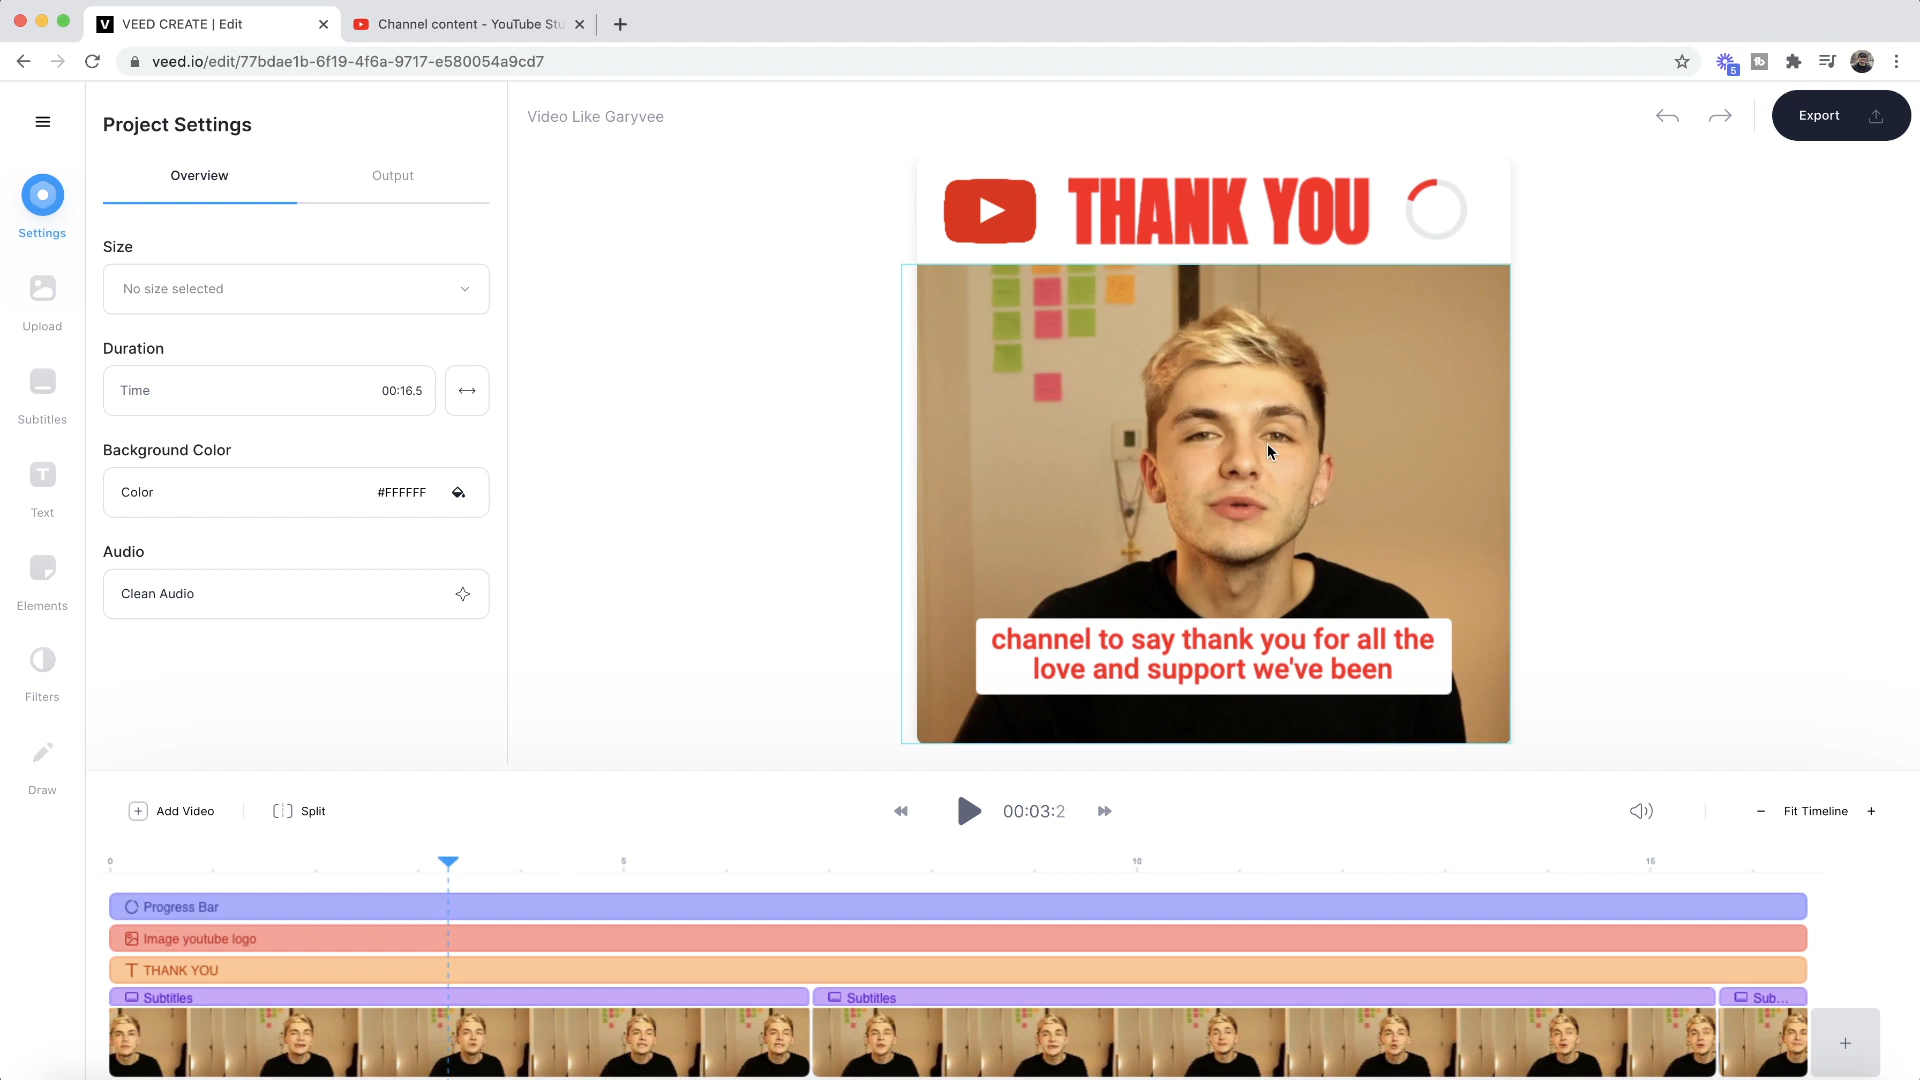 VEED CREATE | Edit
Channel content - YouTube Stu
veed.io/edit/77bdae1b-6f19-4f6a-9717-e580054a9cd7
5
tb
Project Settings
Video Like Garyvee
Export
Overview
Output
THANK YOU
Settings
Size
No size selected
Upload
Duration
Time
00:16.5
Subtitles
Background Color
Color
#FFFFFF
T
Text
Audio
Clean Audio
Elements
channel to say thank you for all the
love and support we've been
Filters
Draw
Add Video
Split
00:03:2
Fit Timeline
0
5
10
15
Progress Bar
Image youtube logo
THANK YOU
Subtitles
Subtitles
Sub...